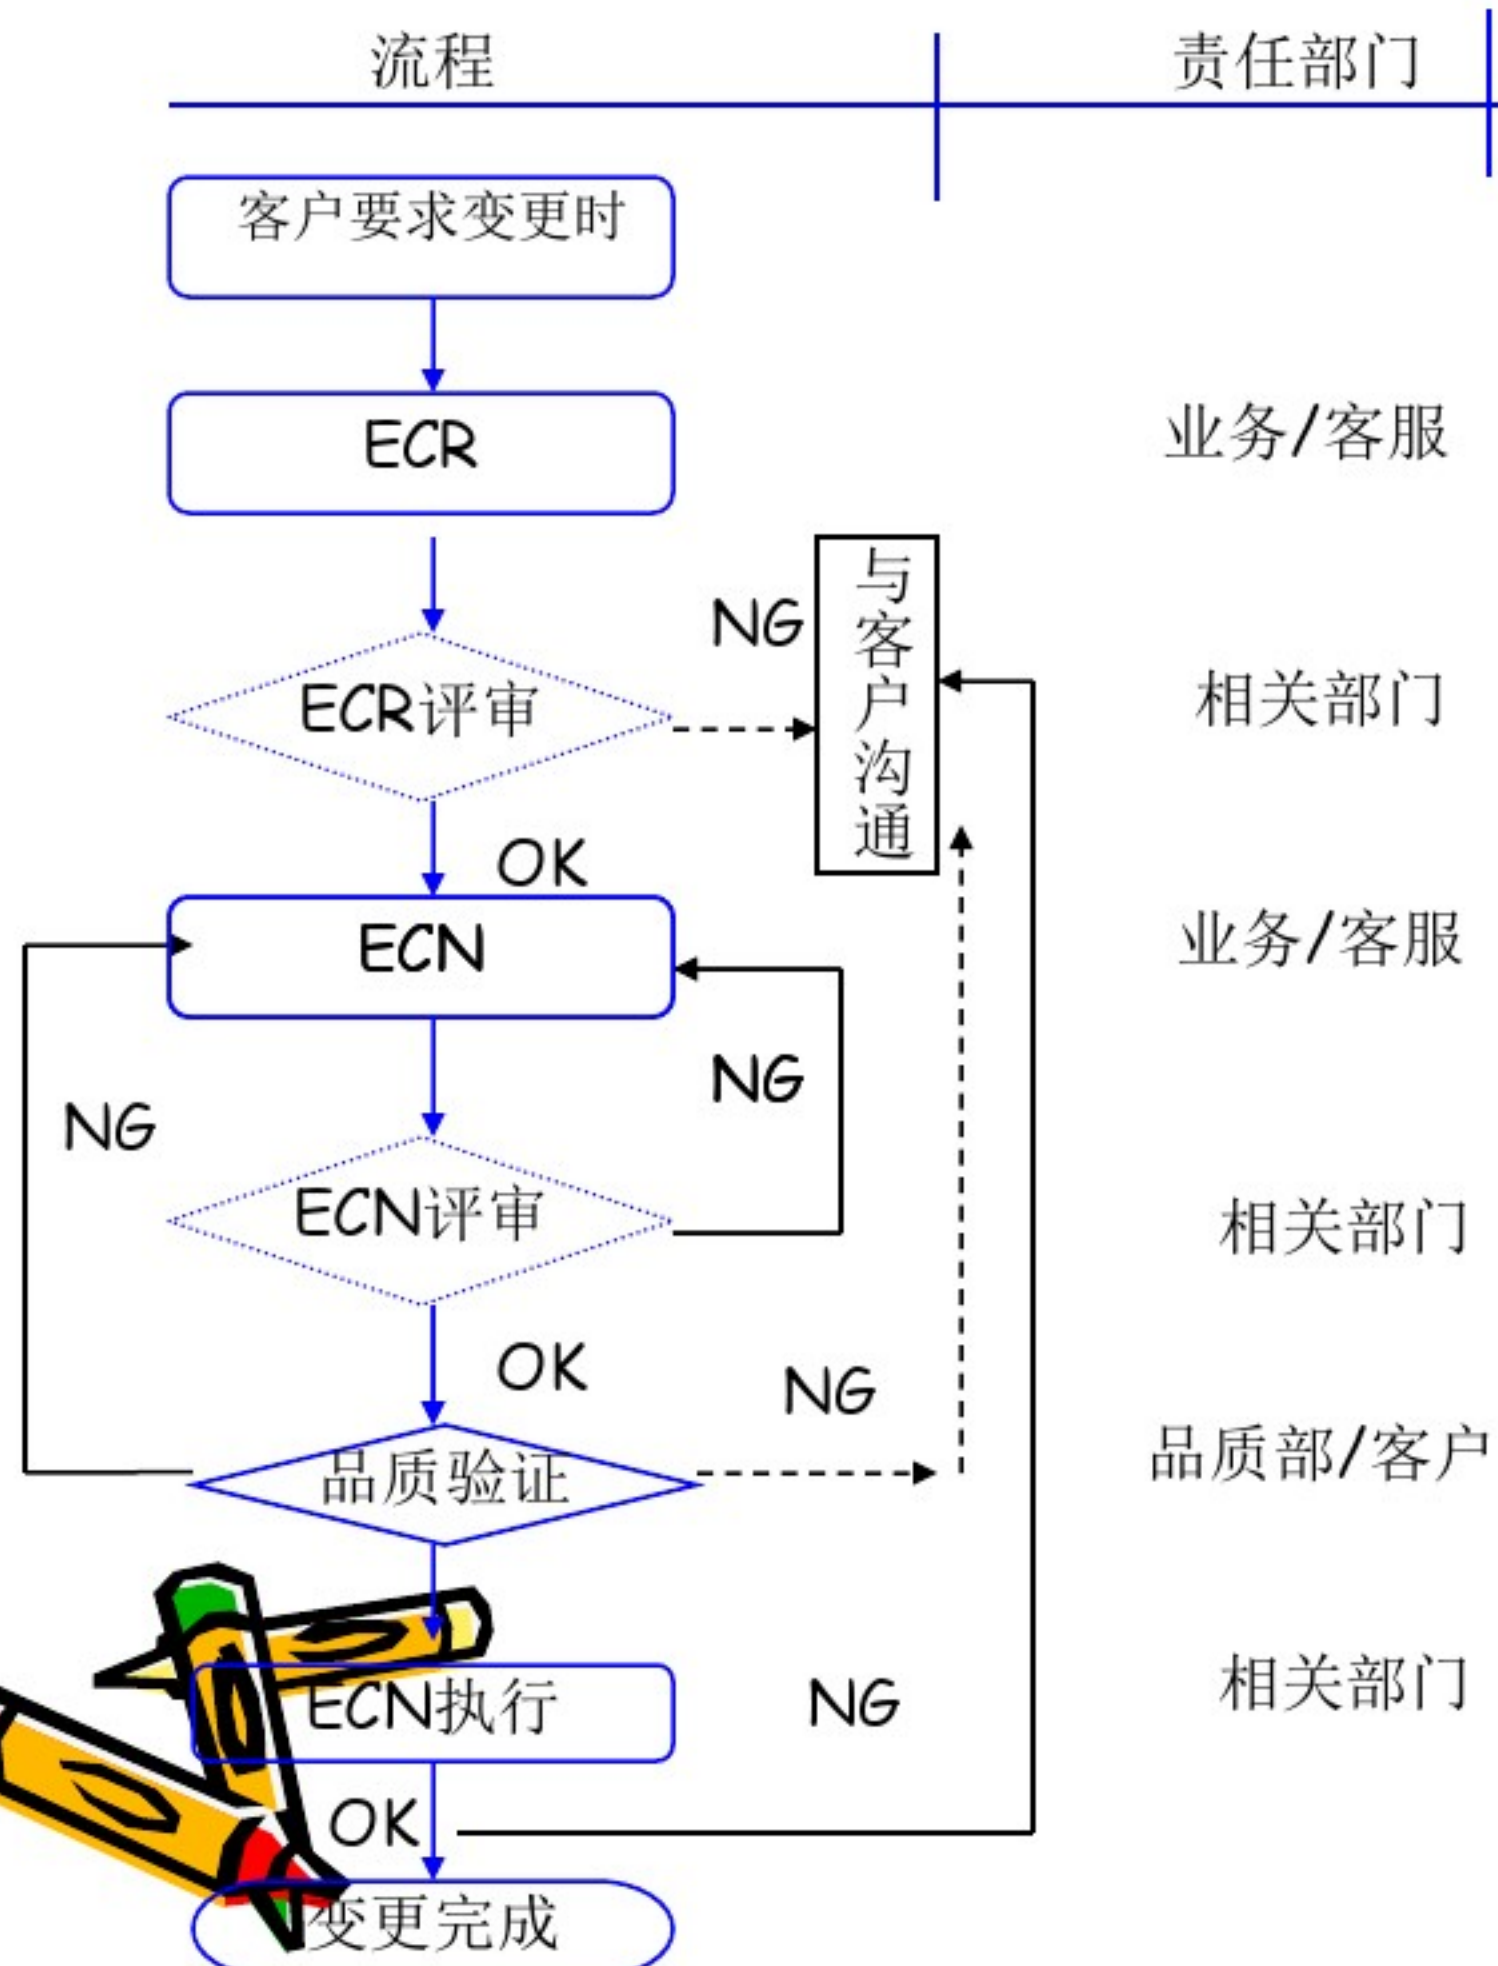 流程 责任部门
客户要求变更时
ECR 业务/客服
与客户沟通
NG
ECR评审 相关部门
OK
ECN 业务/客服
NG
NG
ECN评审 相关部门
OK
NG
品质验证 品质部/客户
ECN执行 NG 相关部门
OK
变更完成